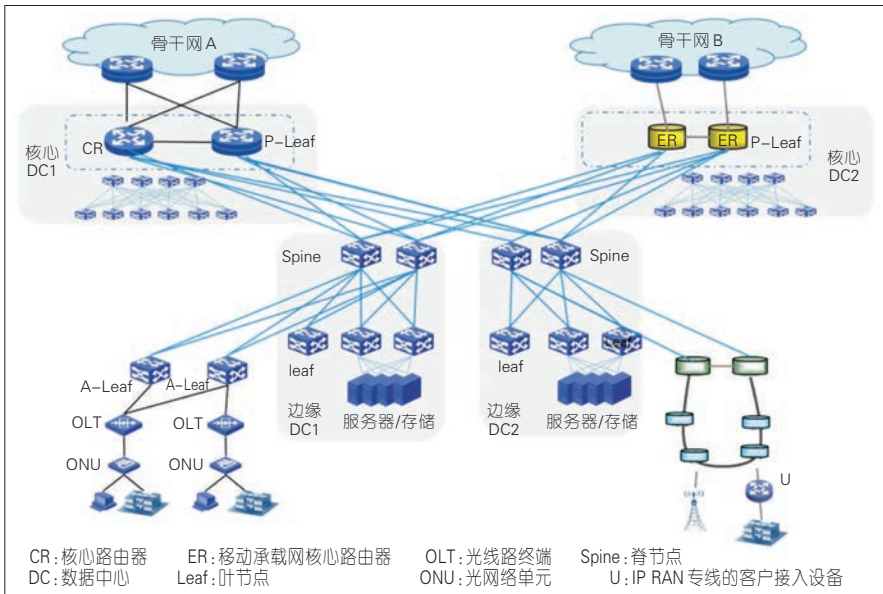 骨干网A
骨干网B
CR
P-Leaf
ER
ER
P-Leaf
核心
DC1
核心
DC2
Spine
Spine
leaf
leaf
Leaf
A-Leaf
A-Leaf
边缘
DC1
服务器/存储
边缘
DC2
服务器/存储
OLT
OLT
ONU
ONU
U
CR:核心路由器 ER:移动承载网核心路由器 OLT:光线路终端 Spine:脊节点
DC:数据中心 Leaf:叶节点 ONU:光网络单元 U:IP RAN专线的客户接入设备